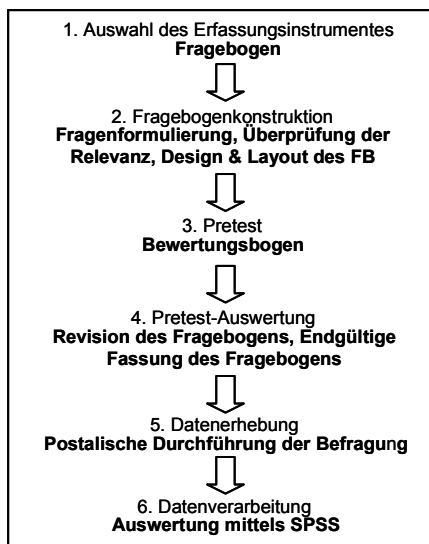 1. Auswahl des Erfassungsinstrumentes
Fragebogen
2. Fragebogenkonstruktion
Fragenformulierung, Überprüfung der
Relevanz, Design & Layout des FB
3. Pretest
Bewertungsbogen
4. Pretest-Auswertung
Revision des Fragebogens, Endgültige
Fassung des Fragebogens
5. Datenerhebung
Postalische Durchführung der Befragung
6. Datenverarbeitung
Auswertung mittels SPSS